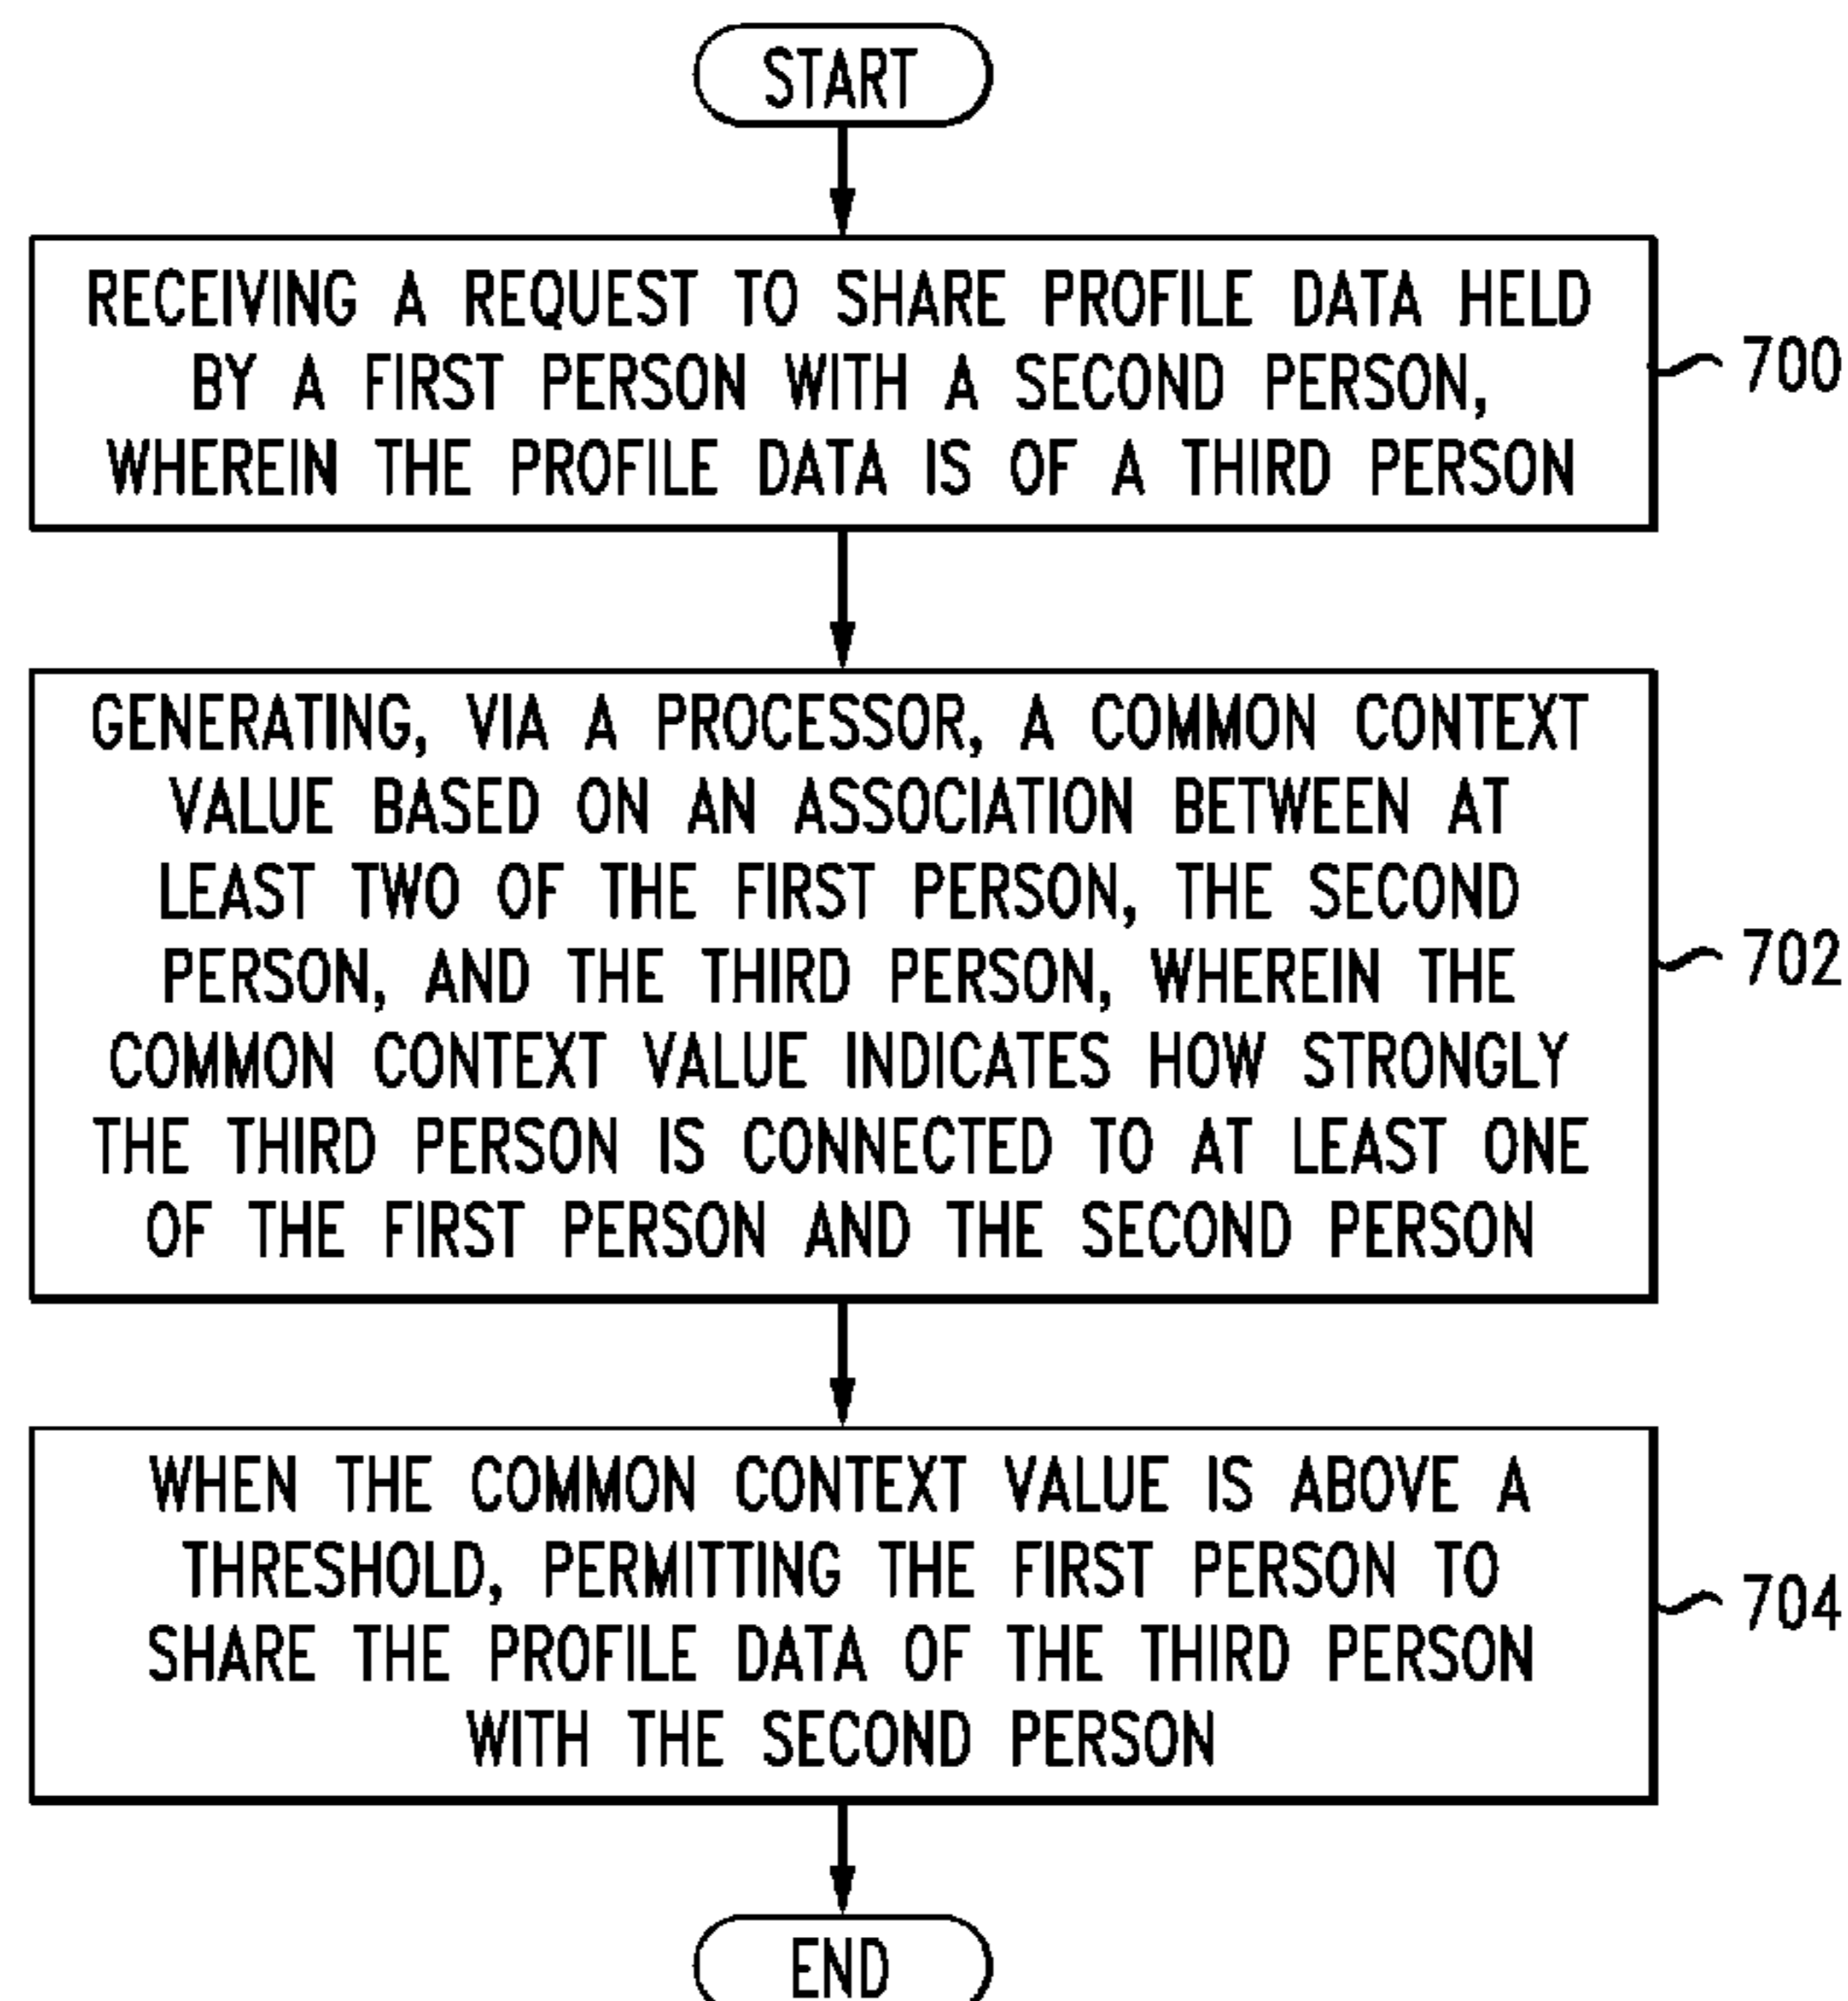 START
RECEIVING A REQUEST TO SHARE PROFILE DATA HELD
BY A FIRST PERSON WITH A SECOND PERSON,
WHEREIN THE PROFILE DATA IS OF A THIRD PERSON
700
GENERATING, VIA A PROCESSOR, A COMMON CONTEXT
VALUE BASED ON AN ASSOCIATION BETWEEN AT
LEAST TWO OF THE FIRST PERSON, THE SECOND
PERSON, AND THE THIRD PERSON, WHEREIN THE
COMMON CONTEXT VALUE INDICATES HOW STRONGLY
THE THIRD PERSON IS CONNECTED TO AT LEAST ONE
OF THE FIRST PERSON AND THE SECOND PERSON
702
WHEN THE COMMON CONTEXT VALUE IS ABOVE A
THRESHOLD, PERMITTING THE FIRST PERSON TO
SHARE THE PROFILE DATA OF THE THIRD PERSON
WITH THE SECOND PERSON
704
END